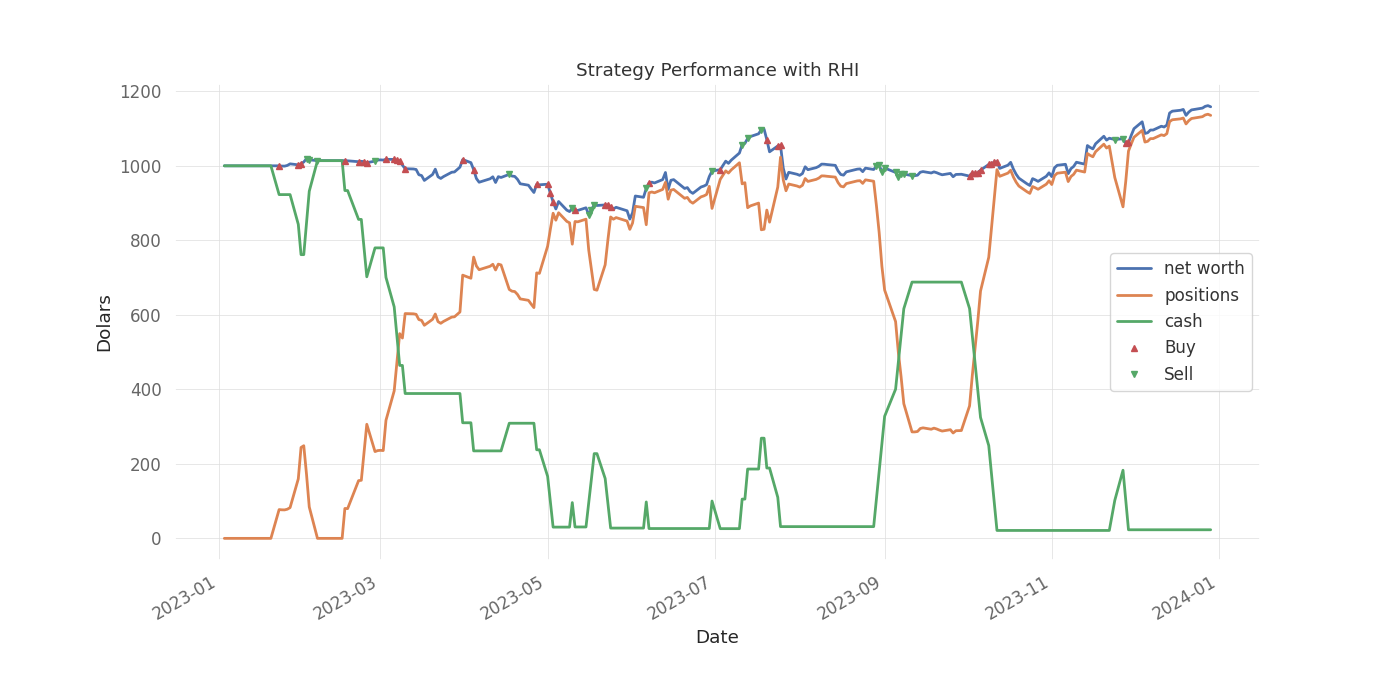 Strategy Performance with RHI
1200
1000
800
600
400
200
0
Dolars
net worth
positions
cash
Buy
Sell
2023-01
2023-03
2023-05
2023-07
2023-09
2023-11
2024-01
Date